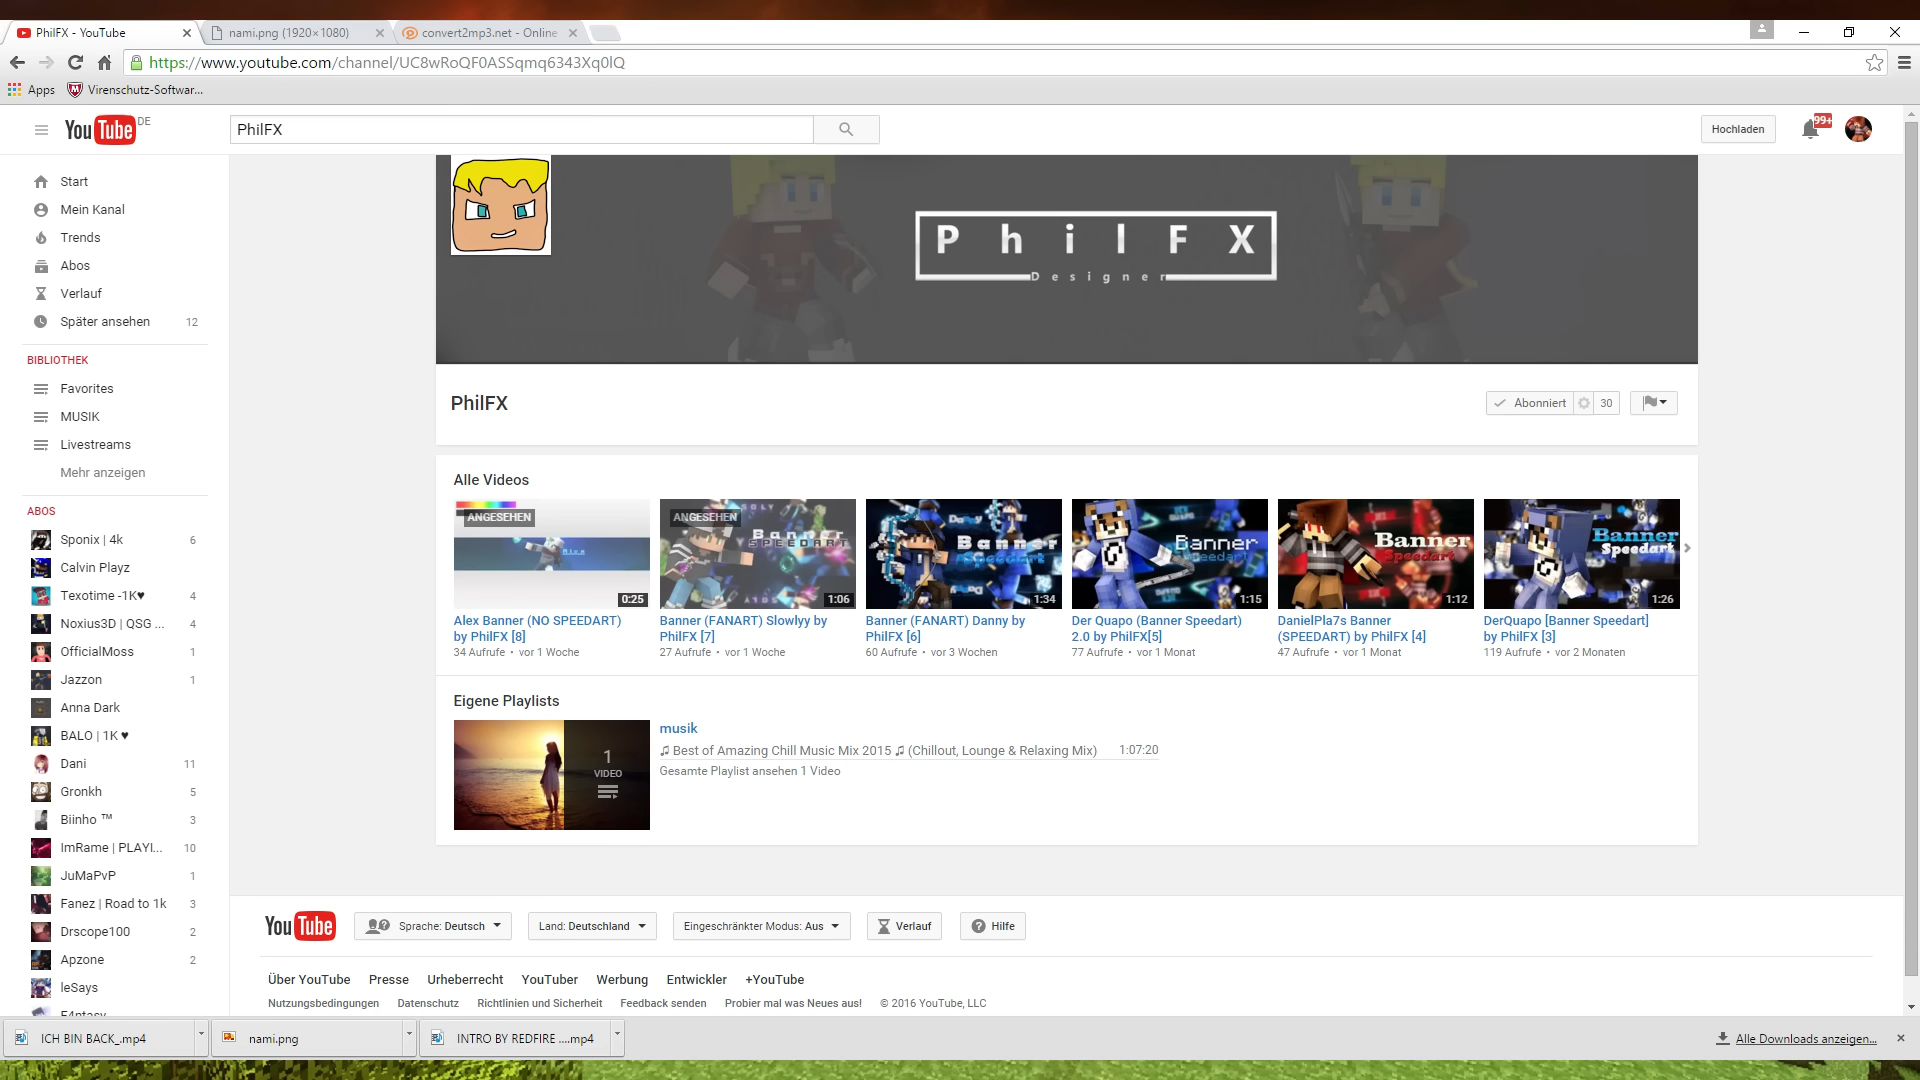 PhilFX - YouTube
nami.png (1920×1080)
convert2mp3.net - Online
https://www.youtube.com/channel/UC8wRoQF0ASSqmq6343Xq0lQ
Apps
Virenschutz-Softwar...
YouTube DE
PhilFX
Hochladen
99+
Start
Mein Kanal
Trends
Abos
Verlauf
Später ansehen 12
BIBLIOTHEK
Favorites
MUSIK
Livestreams
Mehr anzeigen
ABOS
Sponix | 4k 6
Calvin Playz
Texotime -1K♥ 4
Noxius3D | QSG ... 4
OfficialMoss 1
Jazzon 1
Anna Dark
BALO | 1K ♥
Dani 11
Gronkh 5
Biinho ™ 3
ImRame | PLAYI... 10
JuMaPvP 1
Fanez | Road to 1k 3
Drscope100 2
Apzone 2
leSays
F4ntasy
PhilFX
Designer
PhilFX
Abonniert 30
Alle Videos
ANGESEHEN
0:25
Alex Banner (NO SPEEDART)
by PhilFX [8]
34 Aufrufe • vor 1 Woche
ANGESEHEN
Banner
SPEEDART
1:06
Banner (FANART) Slowlyy by
PhilFX [7]
27 Aufrufe • vor 1 Woche
Banner
Speedart
1:34
Banner (FANART) Danny by
PhilFX [6]
60 Aufrufe • vor 3 Wochen
Banner
Speedart
1:15
Der Quapo (Banner Speedart)
2.0 by PhilFX[5]
77 Aufrufe • vor 1 Monat
Banner
Speedart
1:12
DanielPla7s Banner
(SPEEDART) by PhilFX [4]
47 Aufrufe • vor 1 Monat
Banner
Speedart
1:26
DerQuapo [Banner Speedart]
by PhilFX [3]
119 Aufrufe • vor 2 Monaten
Eigene Playlists
1
VIDEO
musik
♫ Best of Amazing Chill Music Mix 2015 ♫ (Chillout, Lounge & Relaxing Mix) 1:07:20
Gesamte Playlist ansehen 1 Video
YouTube
Sprache: Deutsch
Land: Deutschland
Eingeschränkter Modus: Aus
Verlauf
Hilfe
Über YouTube Presse Urheberrecht YouTuber Werbung Entwickler +YouTube
Nutzungsbedingungen Datenschutz Richtlinien und Sicherheit Feedback senden Probier mal was Neues aus! © 2016 YouTube, LLC
ICH BIN BACK_.mp4
nami.png
INTRO BY REDFIRE ....mp4
Alle Downloads anzeigen...